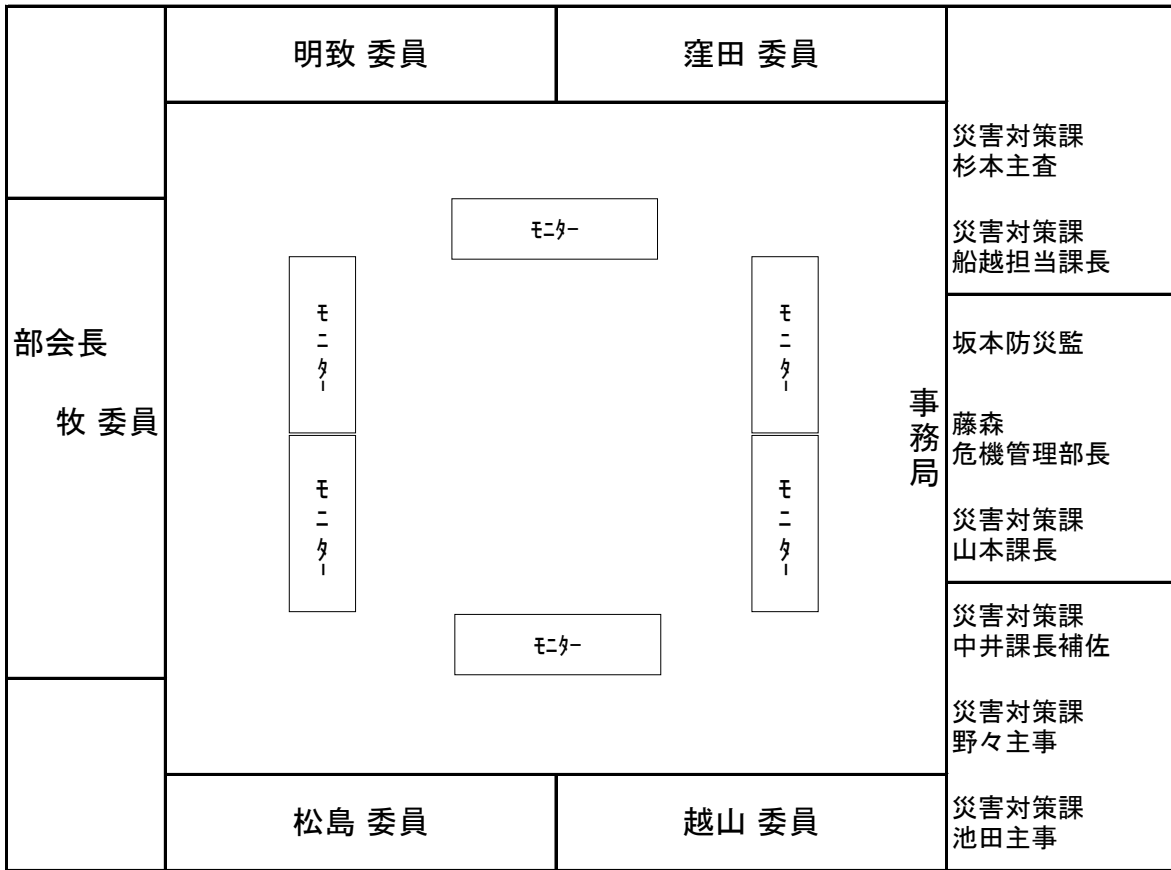 明致 委員
窪田 委員
災害対策課
杉本主査
災害対策課
船越担当課長
ﾓﾆﾀｰ
モニター
モニター
部会長
牧 委員
坂本防災監
事務局
藤森
危機管理部長
モニター
モニター
災害対策課
山本課長
ﾓﾆﾀｰ
災害対策課
中井課長補佐
災害対策課
野々主事
松島 委員
越山 委員
災害対策課
池田主事